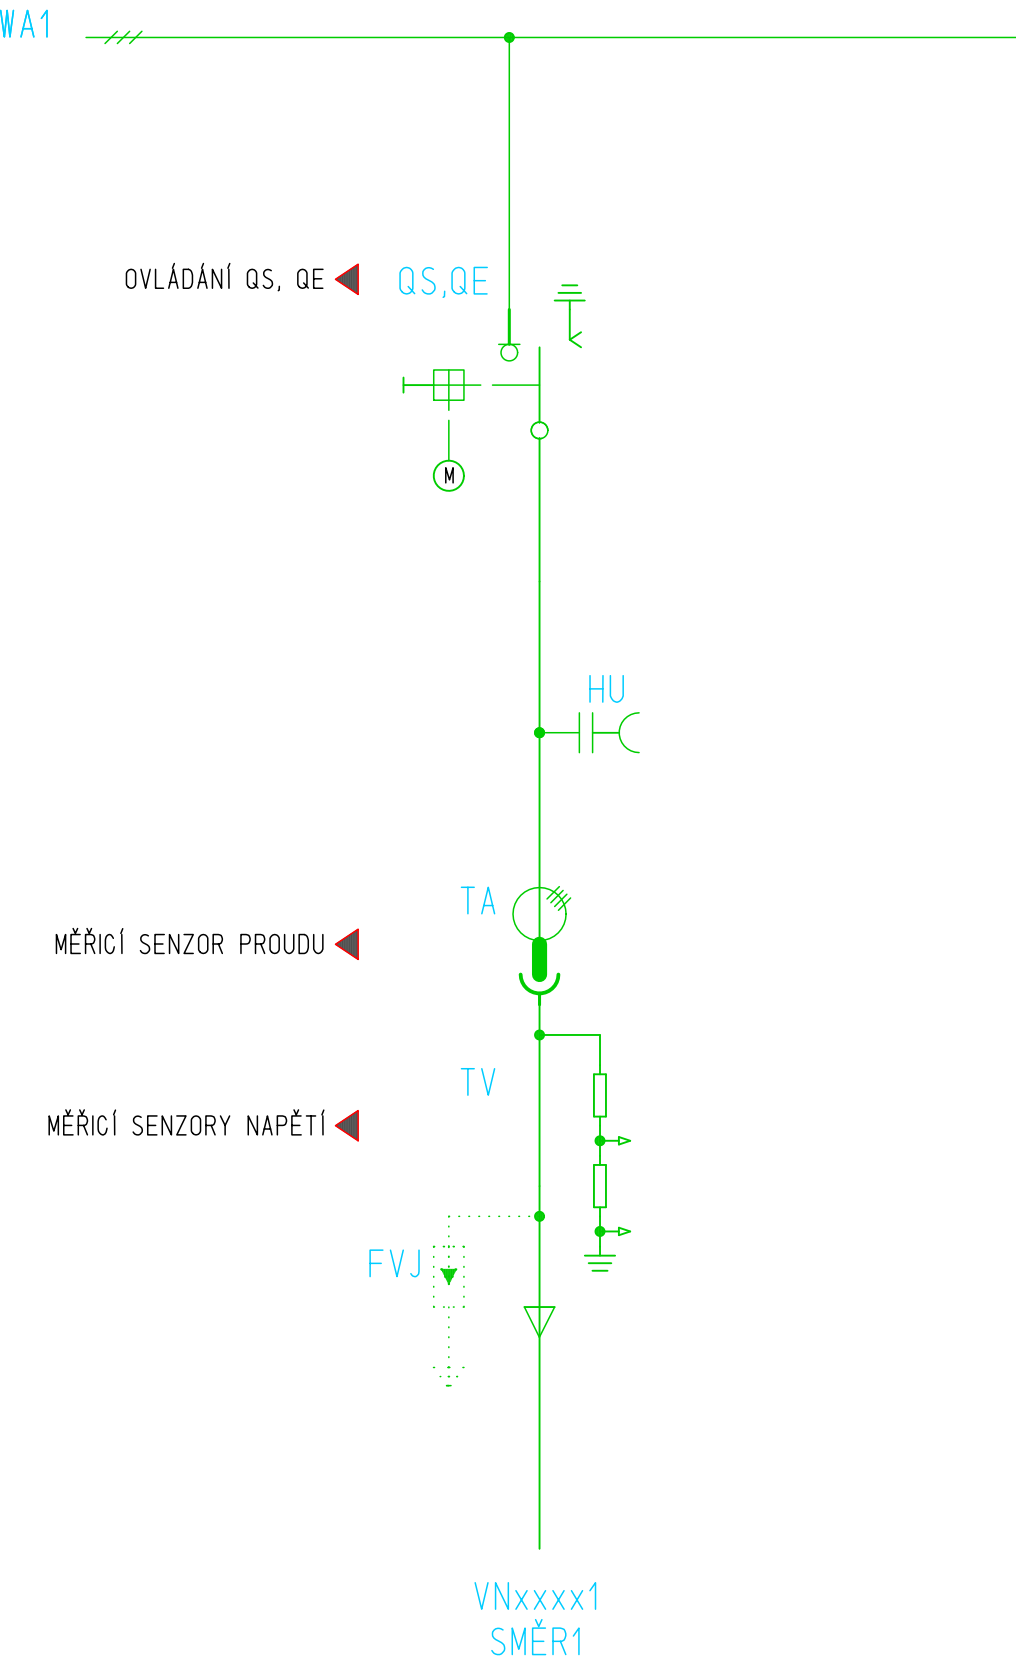 WA1
OVLÁDÁNÍ QS, QE
QS,QE
M
HU
TA
MĚŘICÍ SENZOR PROUDU
TV
MĚŘICÍ SENZORY NAPĚTÍ
FVJ
VNxxxx1
SMĚR1